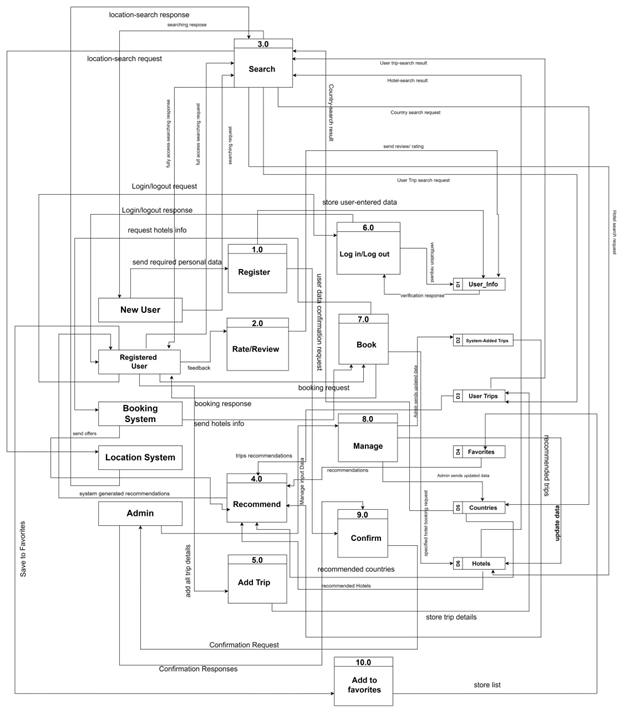 location-search response
searching respose
3.0
Search
location-search request
User trip-search result
Hotel-search result
Country-search result
Country search request
fully access-searching response
full access searching request
searching request
send review/ rating
User Trip search request
Hotel-search request
Login/logout request
store user-entered data
Login/logout response
6.0
Log in/Log out
request hotels info
1.0
Register
send required personal data
verification request
D1
User_Info
verification response
New User
user data confirmation request
7.0
Book
2.0
Rate/Review
D2
System-Added Trips
Registered
User
feedback
booking request
Admin sends updated data
D3
User Trips
booking response
Booking
System
send hotels info
8.0
Manage
send offers
recommended trips
D4
Favorites
Location System
trips recommendations
recommendations
4.0
Recommend
Manage input Data
Admin sends updated data
system generated recommendations
specified hotel booking request
D5
Countries
Admin
9.0
Confirm
update data
Save to Favorites
add all trip details
5.0
Add Trip
recommended countries
D6
Hotels
recommended Hotels
store trip details
Confirmation Request
Confirmation Responses
10.0
Add to
favorites
store list